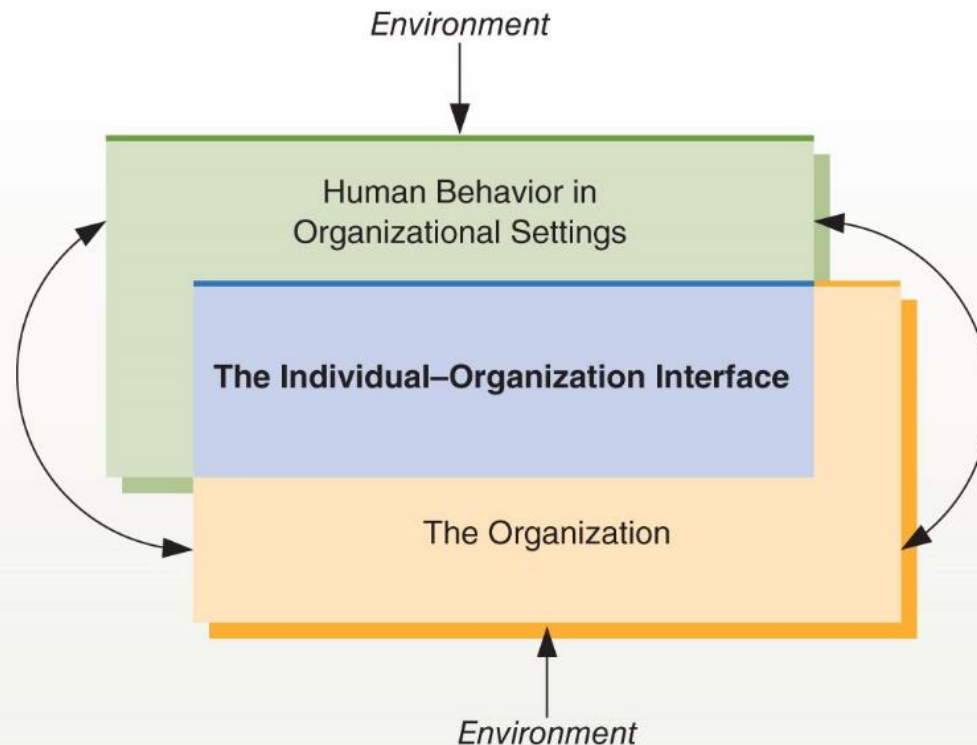 Environment
Human Behavior in
Organizational Settings
The Individual–Organization Interface
The Organization
Environment